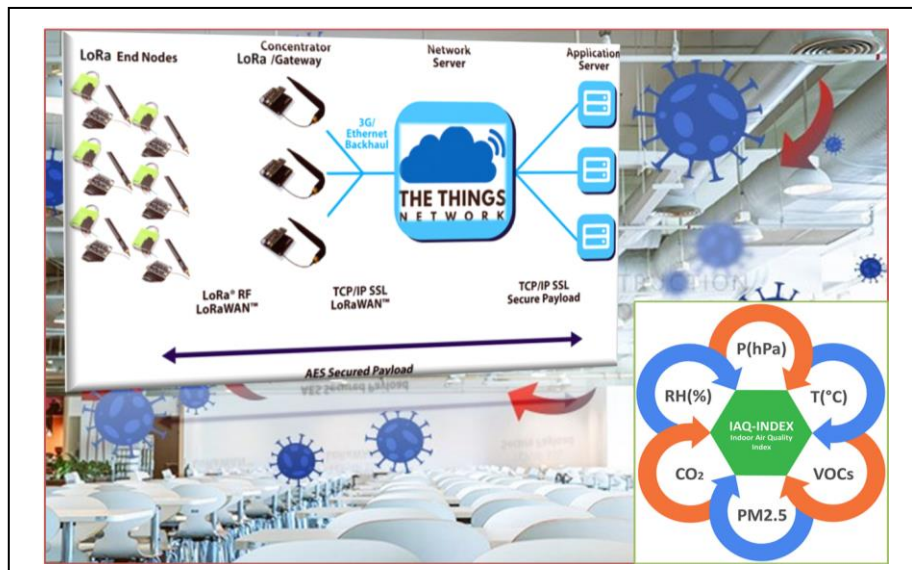 LoRa End Nodes
Concentrator
LoRa /Gateway
Network
Server
Application
Server
3G/
Ethernet
Backhaul
THE THINGS
NETWORK
LoRa® RF
LoRaWAN™
TCP/IP SSL
LoRaWAN™
TCP/IP SSL
Secure Payload
AES Secured Payload
P(hPa)
RH(%)
T(°C)
IAQ-INDEX
Indoor Air Quality
Index
CO₂
VOCs
PM2.5